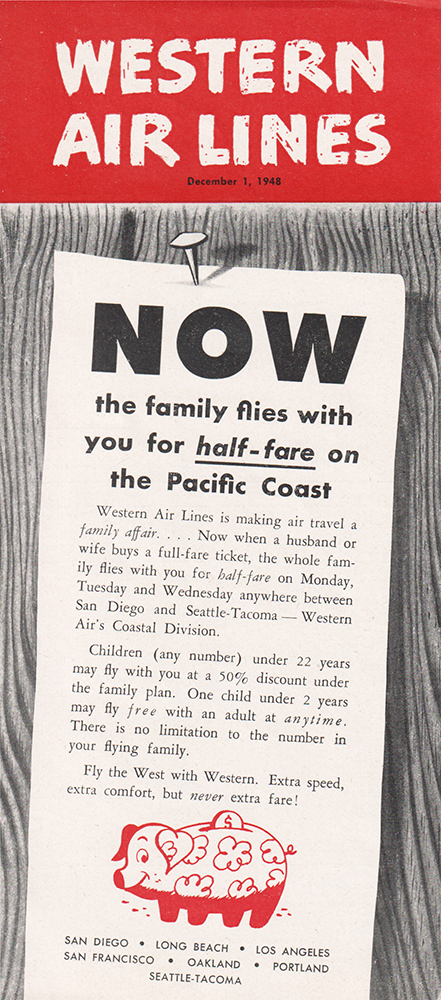 WESTERN
AIR LINES
December 1, 1948
NOW
the family flies with
you for half-fare on
the Pacific Coast
Western Air Lines is making air travel a
family affair. . . . Now when a husband or
wife buys a full-fare ticket, the whole fam-
ily flies with you for half-fare on Monday,
Tuesday and Wednesday anywhere between
San Diego and Seattle-Tacoma — Western
Air's Coastal Division.
Children (any number) under 22 years
may fly with you at a 50% discount under
the family plan. One child under 2 years
may fly free with an adult at anytime.
There is no limitation to the number in
your flying family.
Fly the West with Western. Extra speed,
extra comfort, but never extra fare!
$
SAN DIEGO • LONG BEACH • LOS ANGELES
SAN FRANCISCO • OAKLAND • PORTLAND
SEATTLE-TACOMA